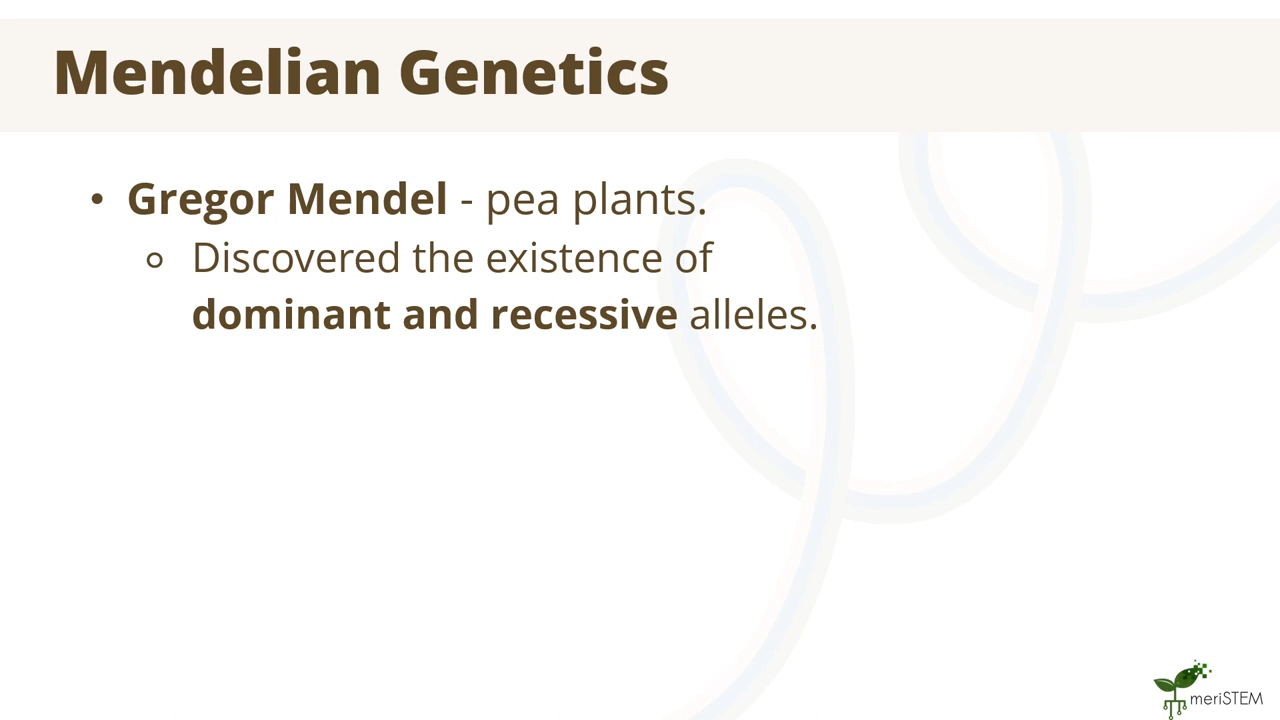 Mendelian Genetics
• Gregor Mendel - pea plants.
○ Discovered the existence of
dominant and recessive alleles.
meriSTEM